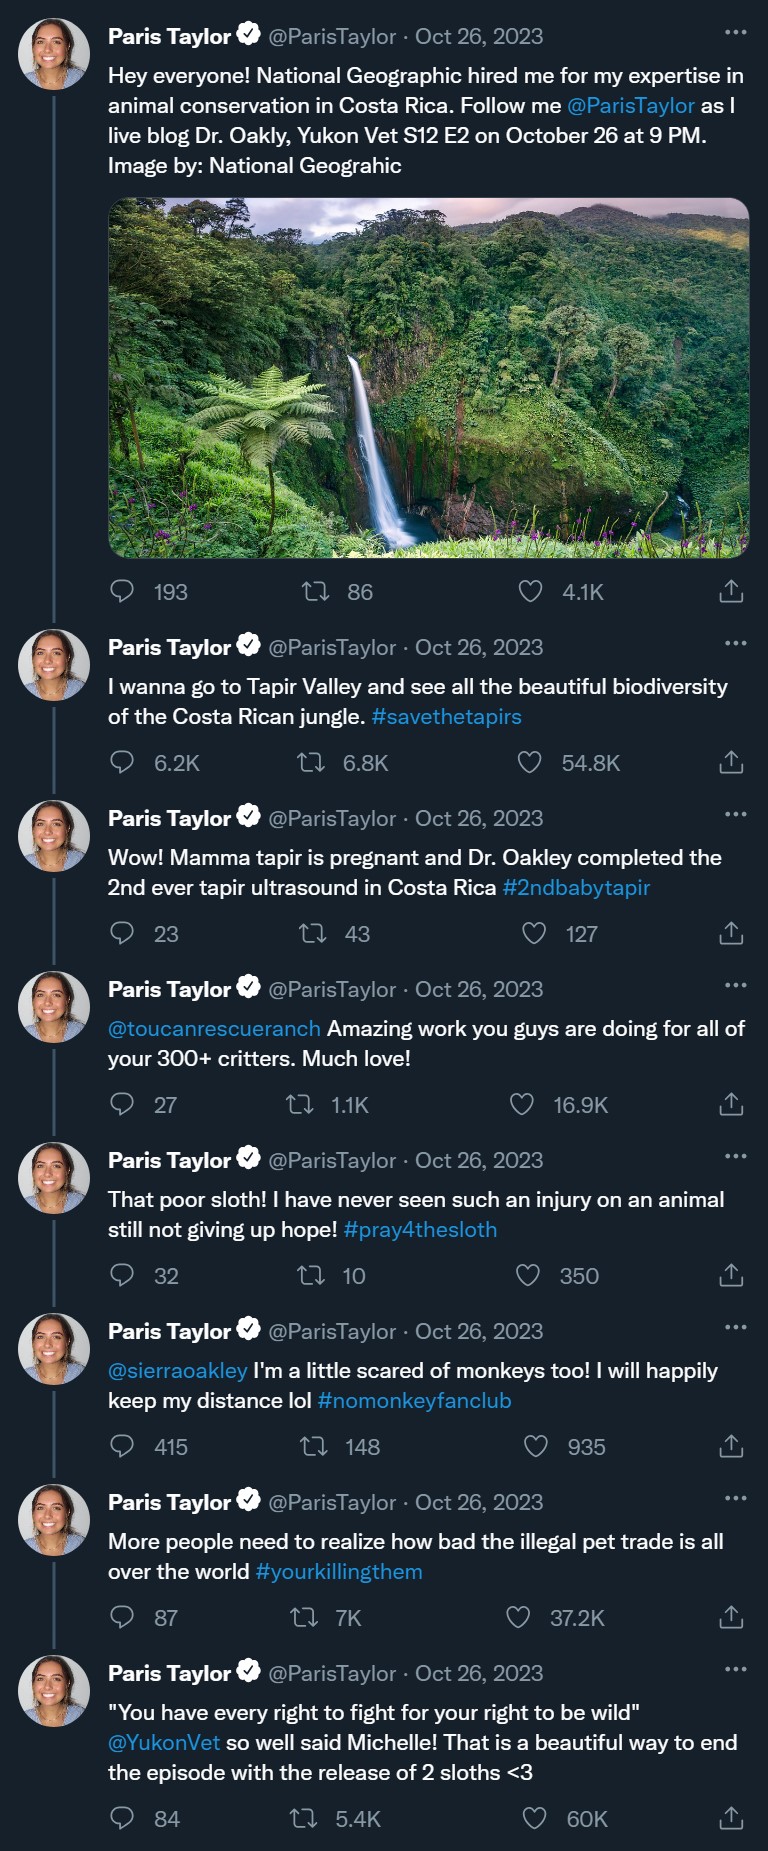 Paris Taylor @ParisTaylor · Oct 26, 2023
Hey everyone! National Geographic hired me for my expertise in
animal conservation in Costa Rica. Follow me @ParisTaylor as I
live blog Dr. Oakly, Yukon Vet S12 E2 on October 26 at 9 PM.
Image by: National Geograhic
193 86 4.1K
Paris Taylor @ParisTaylor · Oct 26, 2023
I wanna go to Tapir Valley and see all the beautiful biodiversity
of the Costa Rican jungle. #savethetapirs
6.2K 6.8K 54.8K
Paris Taylor @ParisTaylor · Oct 26, 2023
Wow! Mamma tapir is pregnant and Dr. Oakley completed the
2nd ever tapir ultrasound in Costa Rica #2ndbabytapir
23 43 127
Paris Taylor @ParisTaylor · Oct 26, 2023
@toucanrescueranch Amazing work you guys are doing for all of
your 300+ critters. Much love!
27 1.1K 16.9K
Paris Taylor @ParisTaylor · Oct 26, 2023
That poor sloth! I have never seen such an injury on an animal
still not giving up hope! #pray4thesloth
32 10 350
Paris Taylor @ParisTaylor · Oct 26, 2023
@sierraoakley I'm a little scared of monkeys too! I will happily
keep my distance lol #nomonkeyfanclub
415 148 935
Paris Taylor @ParisTaylor · Oct 26, 2023
More people need to realize how bad the illegal pet trade is all
over the world #yourkillingthem
87 7K 37.2K
Paris Taylor @ParisTaylor · Oct 26, 2023
"You have every right to fight for your right to be wild"
@YukonVet so well said Michelle! That is a beautiful way to end
the episode with the release of 2 sloths <3
84 5.4K 60K